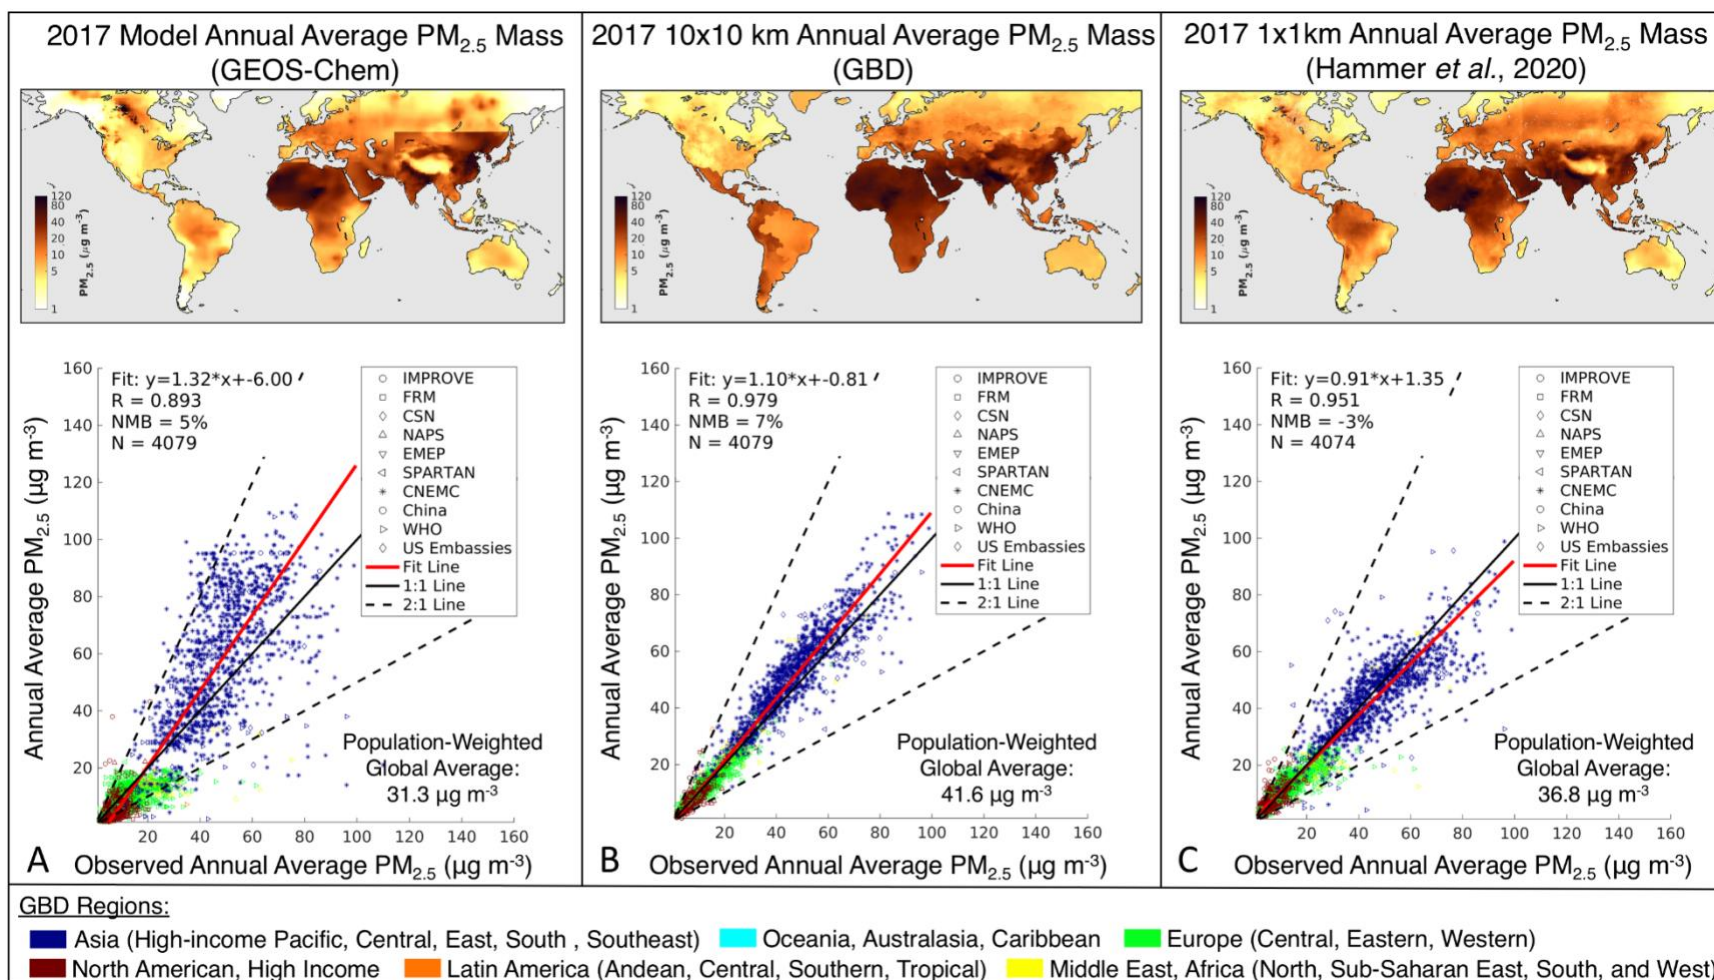 2017 Model Annual Average PM2.5 Mass
(GEOS-Chem)
120
80
40
20
10
5
1
PM2.5 (μg m-3)
160
140
120
100
80
60
40
20
Annual Average PM2.5 (μg m-3)
Fit: y=1.32*x+-6.00
R = 0.893
NMB = 5%
N = 4079
IMPROVE
FRM
CSN
NAPS
EMEP
SPARTAN
CNEMC
China
WHO
US Embassies
Fit Line
1:1 Line
2:1 Line
Population-Weighted
Global Average:
31.3 μg m-3
20 40 60 80 100 120 140 160
A Observed Annual Average PM2.5 (μg m-3)
2017 10x10 km Annual Average PM2.5 Mass
(GBD)
120
80
40
20
10
5
1
PM2.5 (μg m-3)
160
140
120
100
80
60
40
20
Annual Average PM2.5 (μg m-3)
Fit: y=1.10*x+-0.81
R = 0.979
NMB = 7%
N = 4079
IMPROVE
FRM
CSN
NAPS
EMEP
SPARTAN
CNEMC
China
WHO
US Embassies
Fit Line
1:1 Line
2:1 Line
Population-Weighted
Global Average:
41.6 μg m-3
20 40 60 80 100 120 140 160
B Observed Annual Average PM2.5 (μg m-3)
2017 1x1km Annual Average PM2.5 Mass
(Hammer et al., 2020)
120
80
40
20
10
5
1
PM2.5 (μg m-3)
160
140
120
100
80
60
40
20
Annual Average PM2.5 (μg m-3)
Fit: y=0.91*x+1.35
R = 0.951
NMB = -3%
N = 4074
IMPROVE
FRM
CSN
NAPS
EMEP
SPARTAN
CNEMC
China
WHO
US Embassies
Fit Line
1:1 Line
2:1 Line
Population-Weighted
Global Average:
36.8 μg m-3
20 40 60 80 100 120 140 160
C Observed Annual Average PM2.5 (μg m-3)
GBD Regions:
Asia (High-income Pacific, Central, East, South , Southeast) Oceania, Australasia, Caribbean Europe (Central, Eastern, Western)
North American, High Income Latin America (Andean, Central, Southern, Tropical) Middle East, Africa (North, Sub-Saharan East, South, and West)